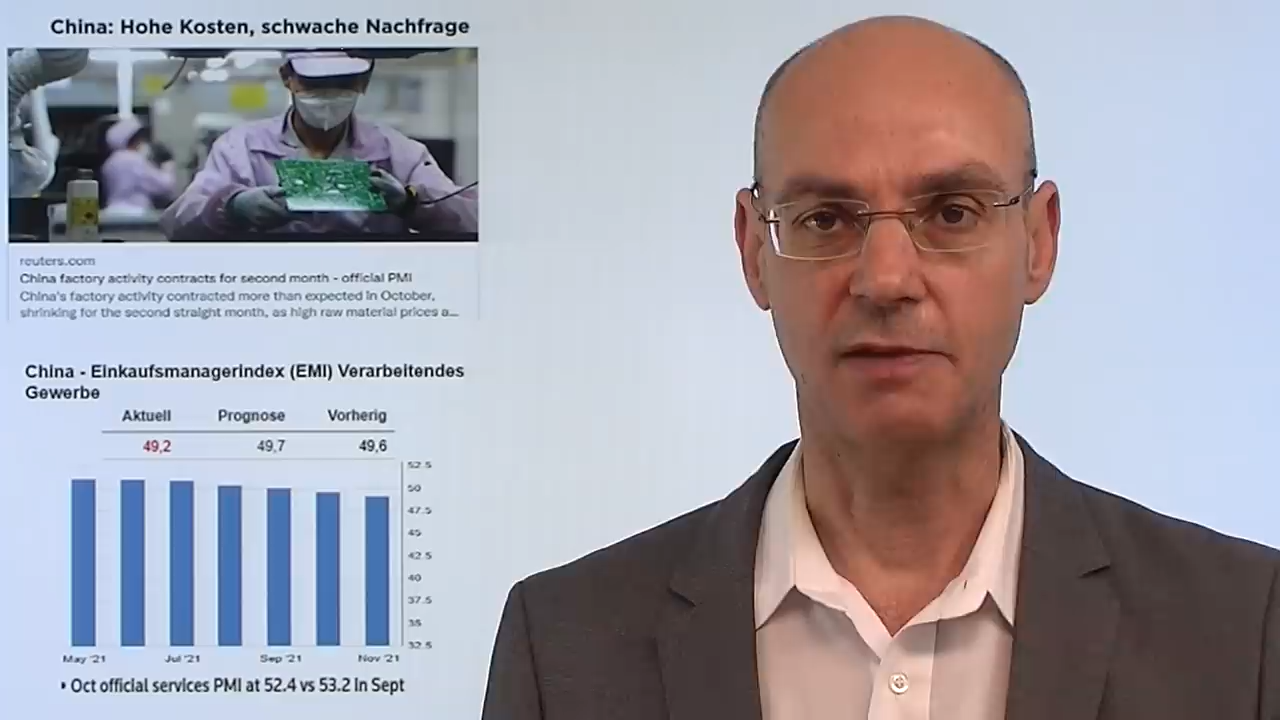 China: Hohe Kosten, schwache Nachfrage
reuters.com
China factory activity contracts for second month - official PMI
China's factory activity contracted more than expected in October,
shrinking for the second straight month, as high raw material prices a...
China - Einkaufsmanagerindex (EMI) Verarbeitendes
Gewerbe
Aktuell Prognose Vorherig
49,2 49,7 49,6
52.5
50
47.5
45
42.5
40
37.5
35
32.5
May '21 Jul '21 Sep '21 Nov '21
• Oct official services PMI at 52.4 vs 53.2 in Sept